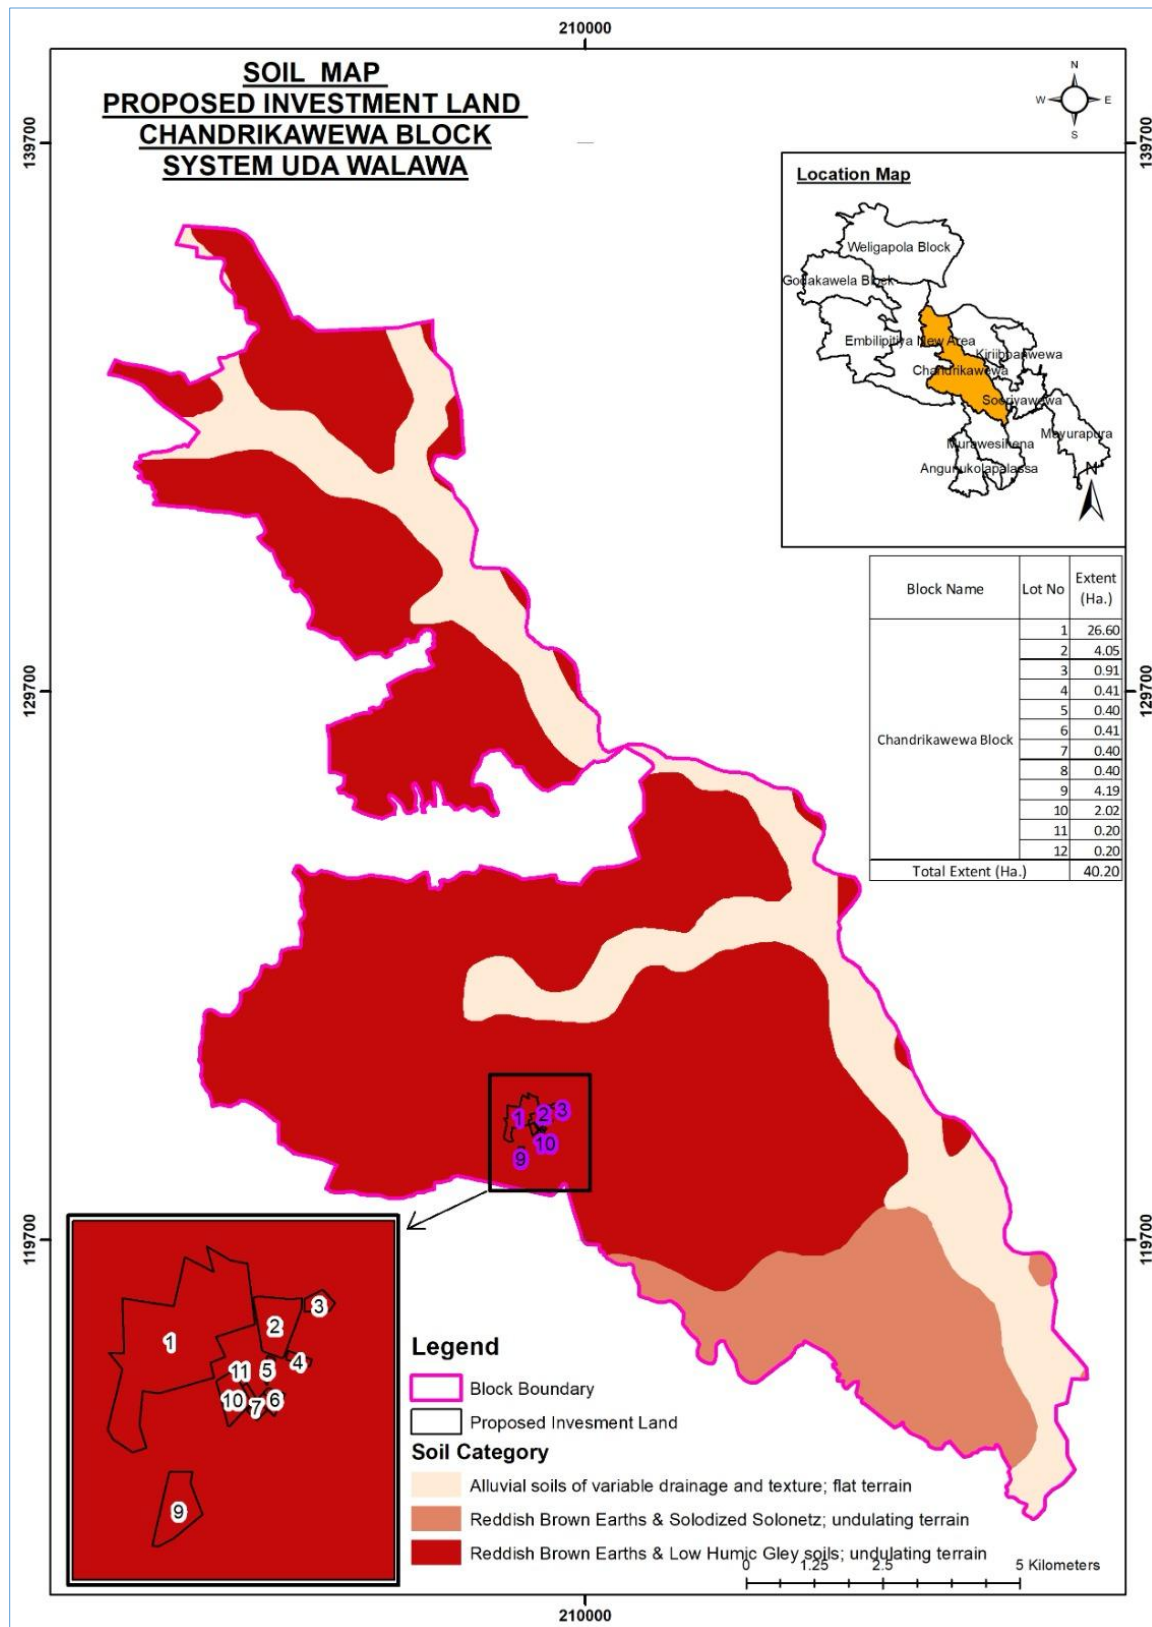 210000
SOIL MAP
PROPOSED INVESTMENT LAND
CHANDRIKAWEWA BLOCK
SYSTEM UDA WALAWA
N
W E
S
139700
139700
Location Map
Weligapola Block
Godakawela Block
Embilipitiya New Area
Kiriibbanwewa
Chandrikawewa
Sooriyawewa
Mayurapura
Murawesihena
Angunukolapalassa
N
Block Name Lot No Extent (Ha.)
Chandrikawewa Block
1 26.60
2 4.05
3 0.91
4 0.41
5 0.40
6 0.41
7 0.40
8 0.40
9 4.19
10 2.02
11 0.20
12 0.20
Total Extent (Ha.) 40.20
129700
129700
1 2 3
10
9
119700
119700
1
2
3
4
5
11
10
7
6
9
Legend
Block Boundary
Proposed Invesment Land
Soil Category
Alluvial soils of variable drainage and texture; flat terrain
Reddish Brown Earths & Solodized Solonetz; undulating terrain
Reddish Brown Earths & Low Humic Gley soils; undulating terrain
0 1.25 2.5 5 Kilometers
210000